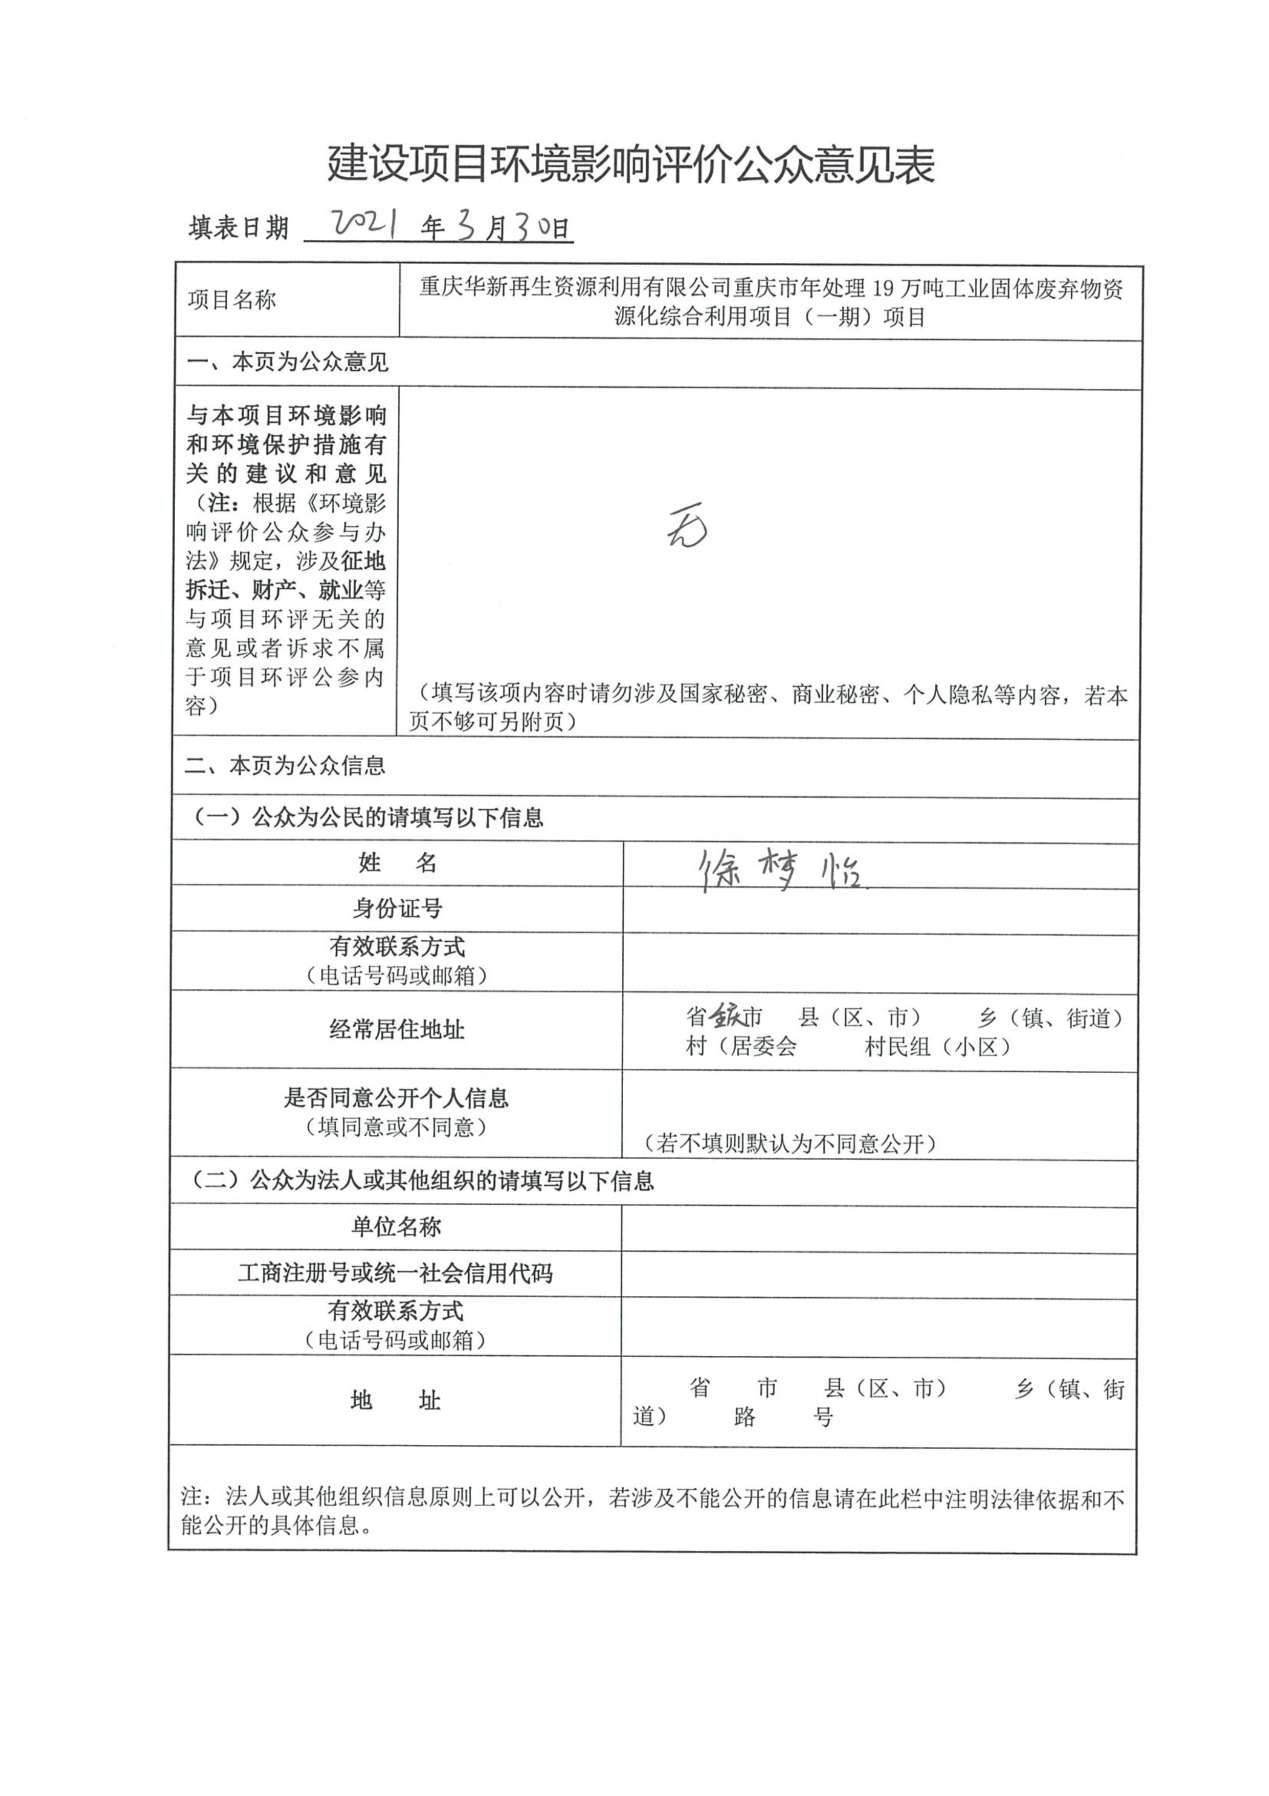 建设项目环境影响评价公众意见表
填表日期 2021 年 3 月 30 日
项目名称
重庆华新再生资源利用有限公司重庆市年处理 19 万吨工业固体废弃物资
源化综合利用项目（一期）项目
一、本页为公众意见
与本项目环境影响
和环境保护措施有
关的建议和意见
（注：根据《环境影
响评价公众参与办
法》规定，涉及征地
拆迁、财产、就业等
与项目环评无关的
意见或者诉求不属
于项目环评公参内
容）
无
（填写该项内容时请勿涉及国家秘密、商业秘密、个人隐私等内容，若本
页不够可另附页）
二、本页为公众信息
（一）公众为公民的请填写以下信息
姓 名
徐梦怡
身份证号
有效联系方式
（电话号码或邮箱）
经常居住地址
省重庆市 县（区、市） 乡（镇、街道）
村（居委会 村民组（小区）
是否同意公开个人信息
（填同意或不同意）
（若不填则默认为不同意公开）
（二）公众为法人或其他组织的请填写以下信息
单位名称
工商注册号或统一社会信用代码
有效联系方式
（电话号码或邮箱）
地 址
省 市 县（区、市） 乡（镇、街
道） 路 号
注：法人或其他组织信息原则上可以公开，若涉及不能公开的信息请在此栏中注明法律依据和不
能公开的具体信息。